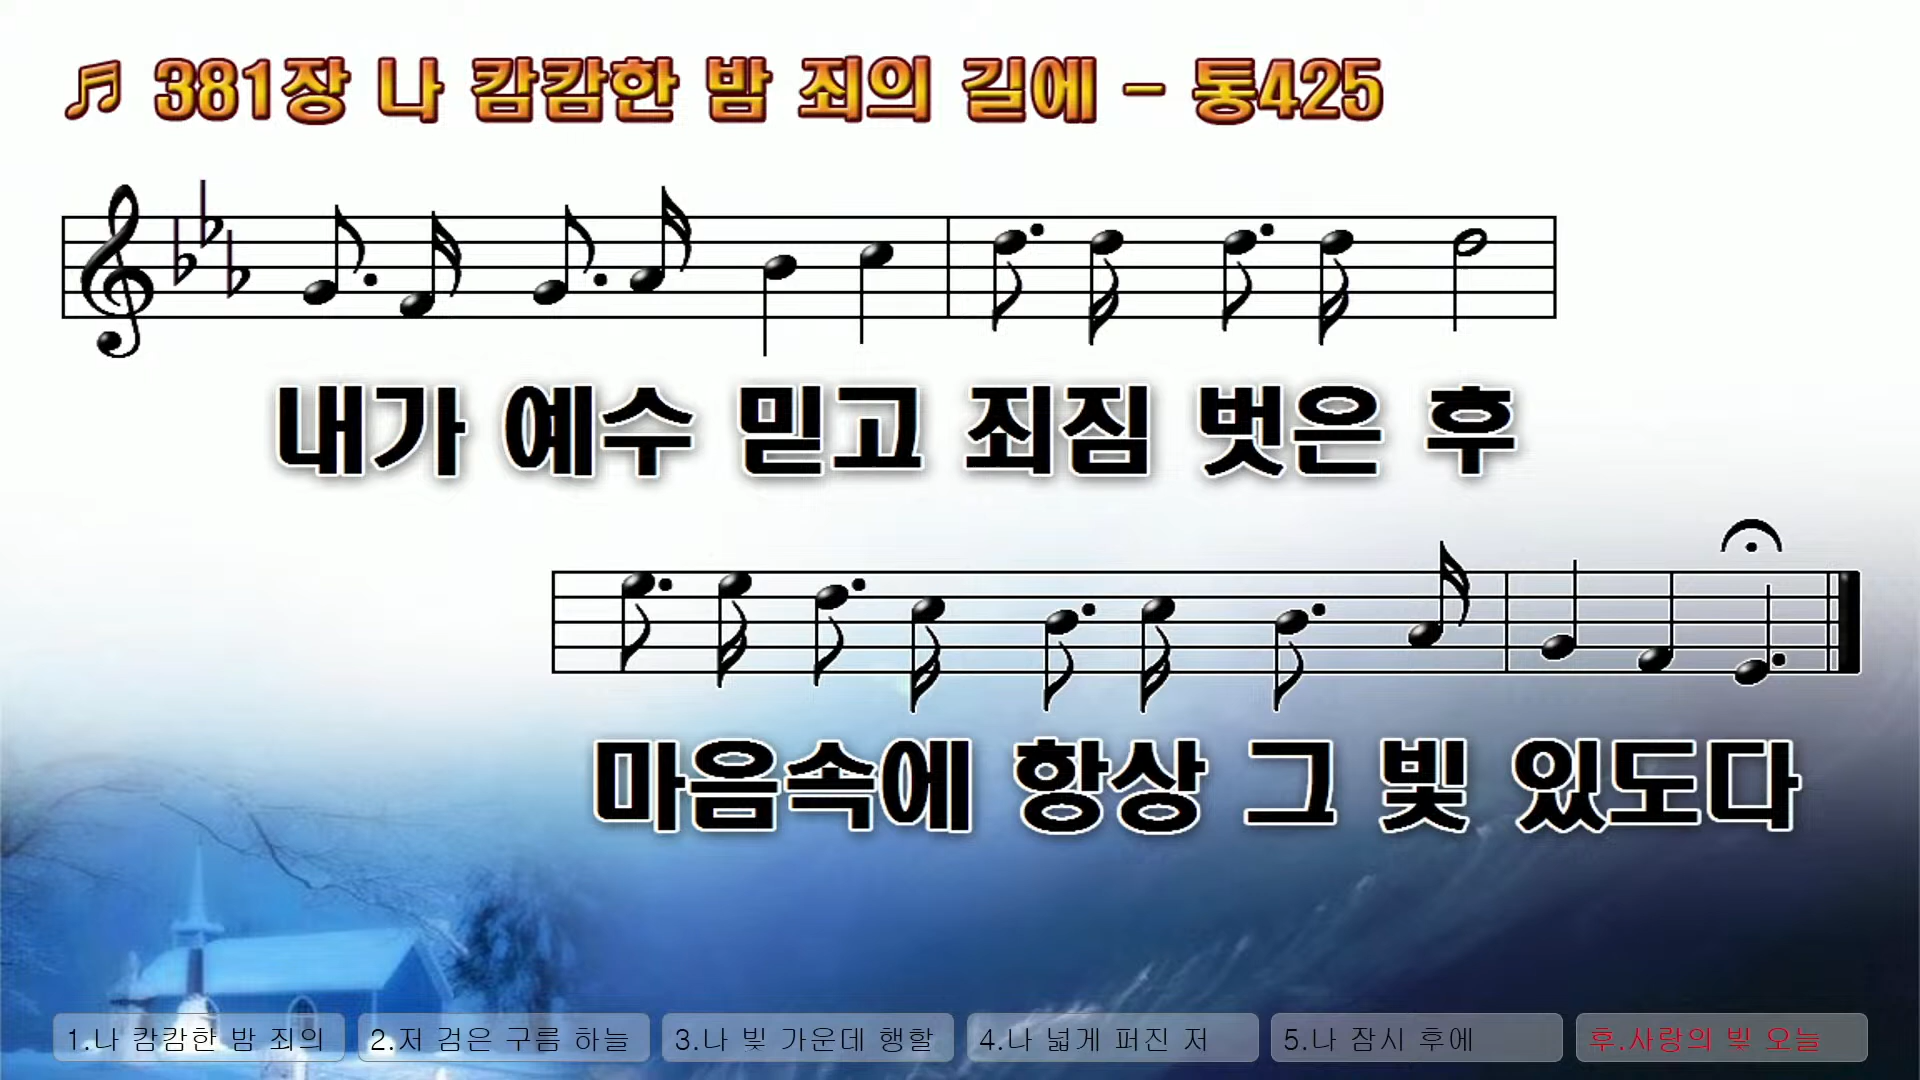 381장 나 캄캄한 밤 죄의 길에 - 통425
내가 예수 믿고 죄짐 벗은 후
마음속에 항상 그 빛 있도다
1.나 캄캄한 밤 죄의
2.저 검은 구름 하늘
3.나 빛 가운데 행할
4.나 넓게 퍼진 저
5.나 잠시 후에
후.사랑의 빛 오늘